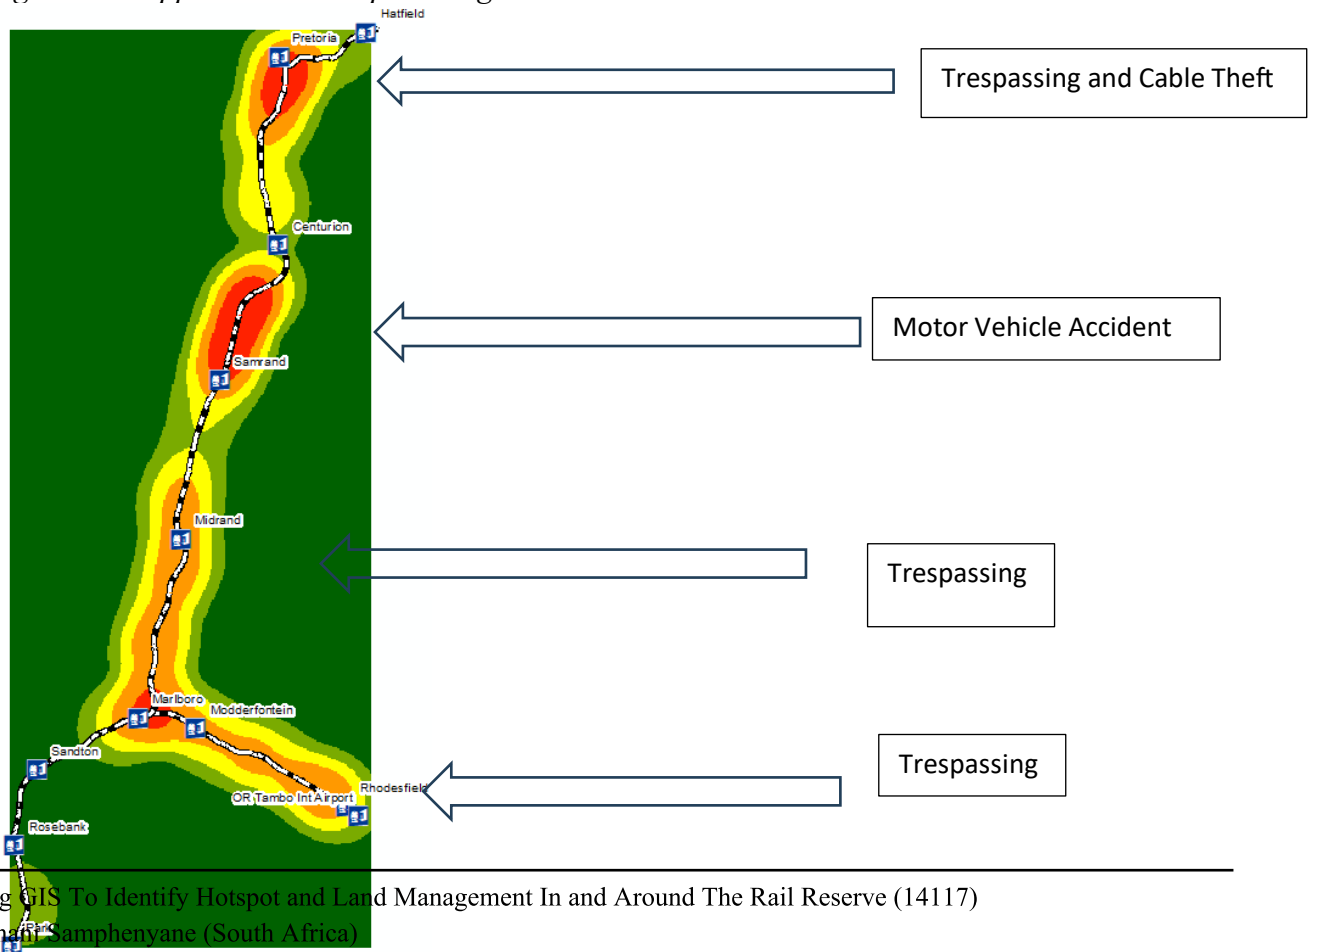 Hatfield
Pretoria
Trespassing and Cable Theft
Centurion
Motor Vehicle Accident
Samrand
Midrand
Trespassing
Marlboro
Modderfontein
Sandton
Trespassing
Rhodesfield
OR Tambo Int Airport
Rosebank
g GIS To Identify Hotspot and Land Management In and Around The Rail Reserve (14117)
Park
Samphenyane (South Africa)